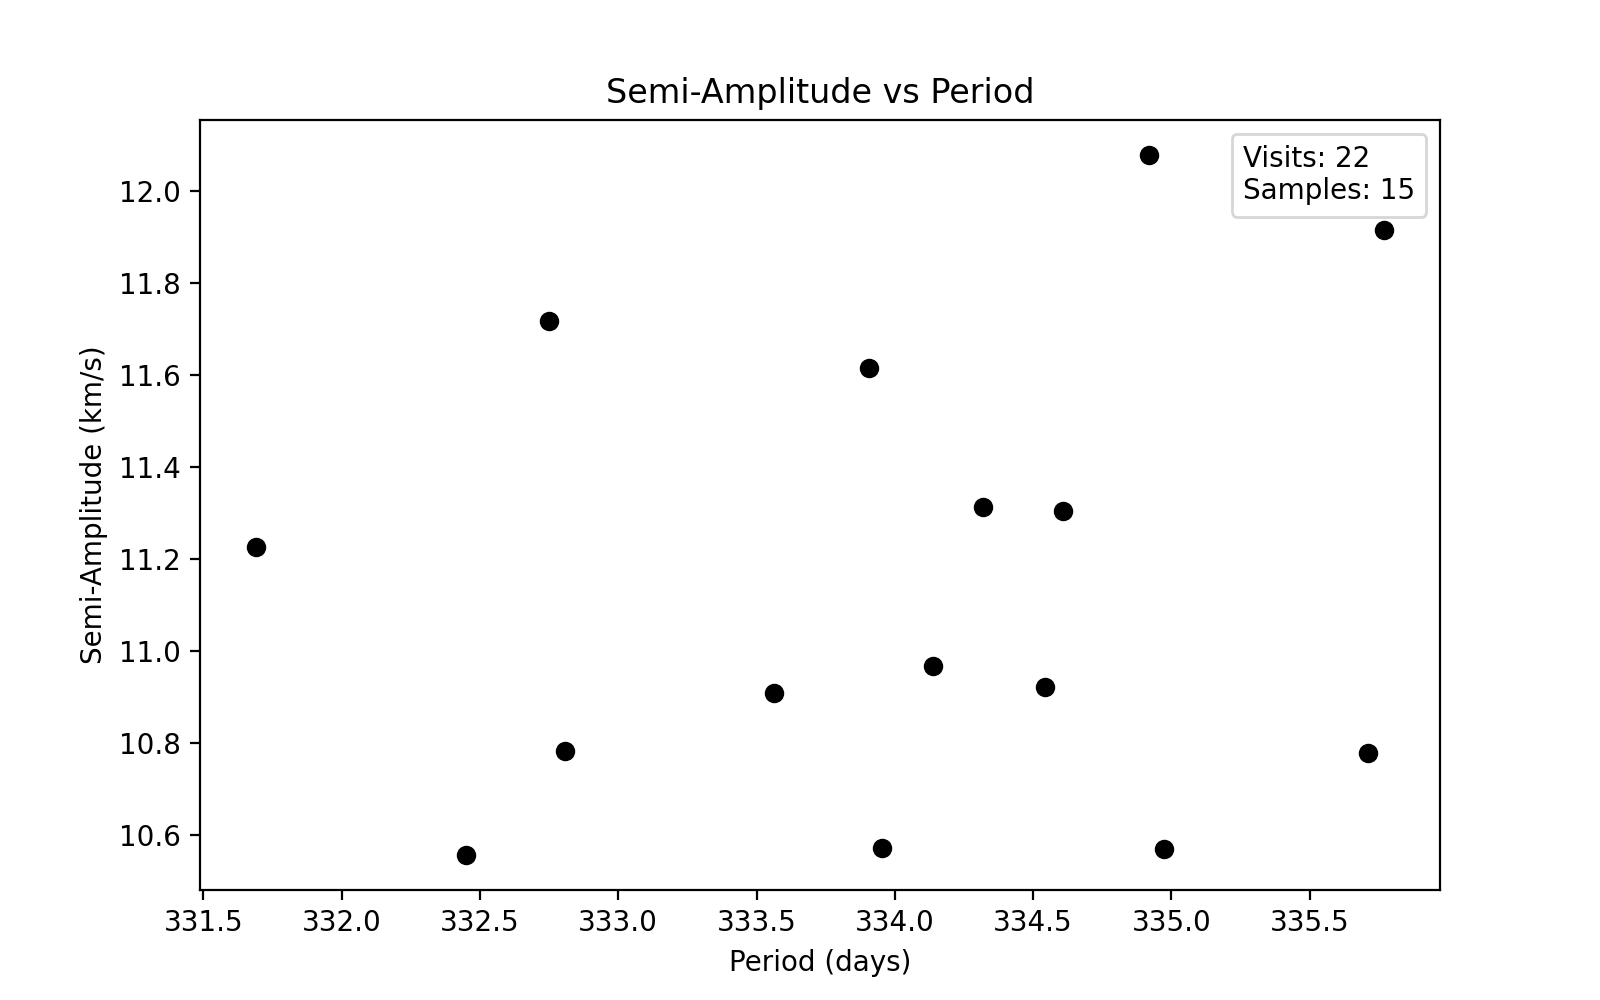 Semi-Amplitude vs Period
Visits: 22
Samples: 15
Semi-Amplitude (km/s)
12.0
11.8
11.6
11.4
11.2
11.0
10.8
10.6
331.5 332.0 332.5 333.0 333.5 334.0 334.5 335.0 335.5
Period (days)